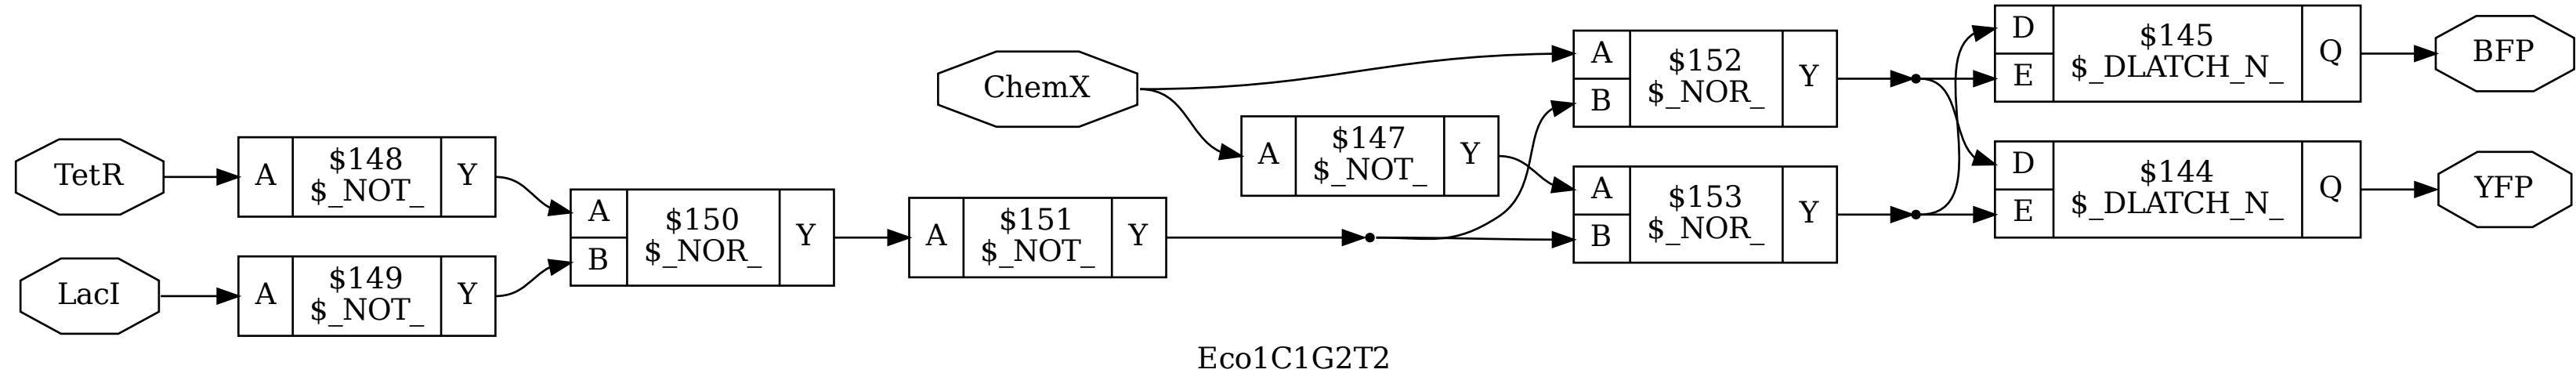 TetR
LacI
A
$148
$_NOT_
Y
A
$149
$_NOT_
Y
A
B
$150
$_NOR_
Y
A
$151
$_NOT_
Y
ChemX
A
$147
$_NOT_
Y
A
B
$152
$_NOR_
Y
A
B
$153
$_NOR_
Y
D
E
$145
$_DLATCH_N_
Q
D
E
$144
$_DLATCH_N_
Q
BFP
YFP
Eco1C1G2T2